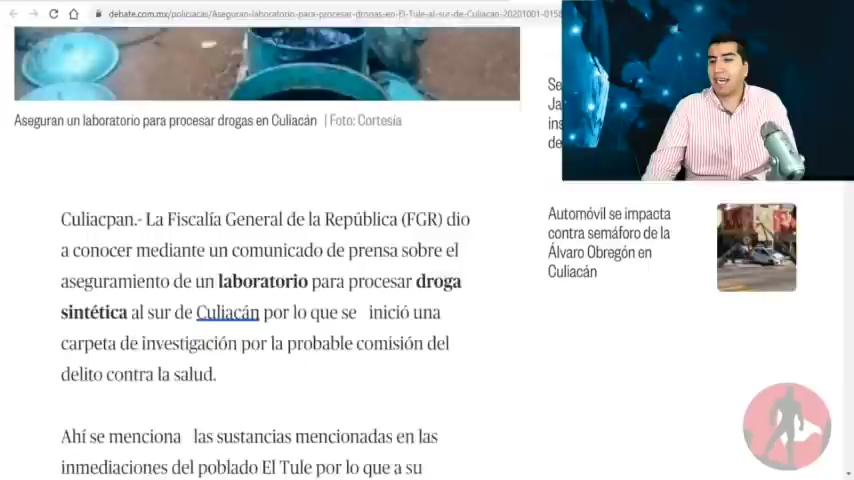 debate.com.mx/policiacas/Aseguran-laboratorio-para-procesar-drogas-en-El-Tule-al-sur-de-Culiacan-20201001-0158
Aseguran un laboratorio para procesar drogas en Culiacán | Foto: Cortesía
Culiacpan.- La Fiscalía General de la República (FGR) dio
a conocer mediante un comunicado de prensa sobre el
aseguramiento de un laboratorio para procesar droga
sintética al sur de Culiacán por lo que se inició una
carpeta de investigación por la probable comisión del
delito contra la salud.
Ahí se menciona las sustancias mencionadas en las
inmediaciones del poblado El Tule por lo que a su
Se
Ja
ins
de
Automóvil se impacta
contra semáforo de la
Álvaro Obregón en
Culiacán